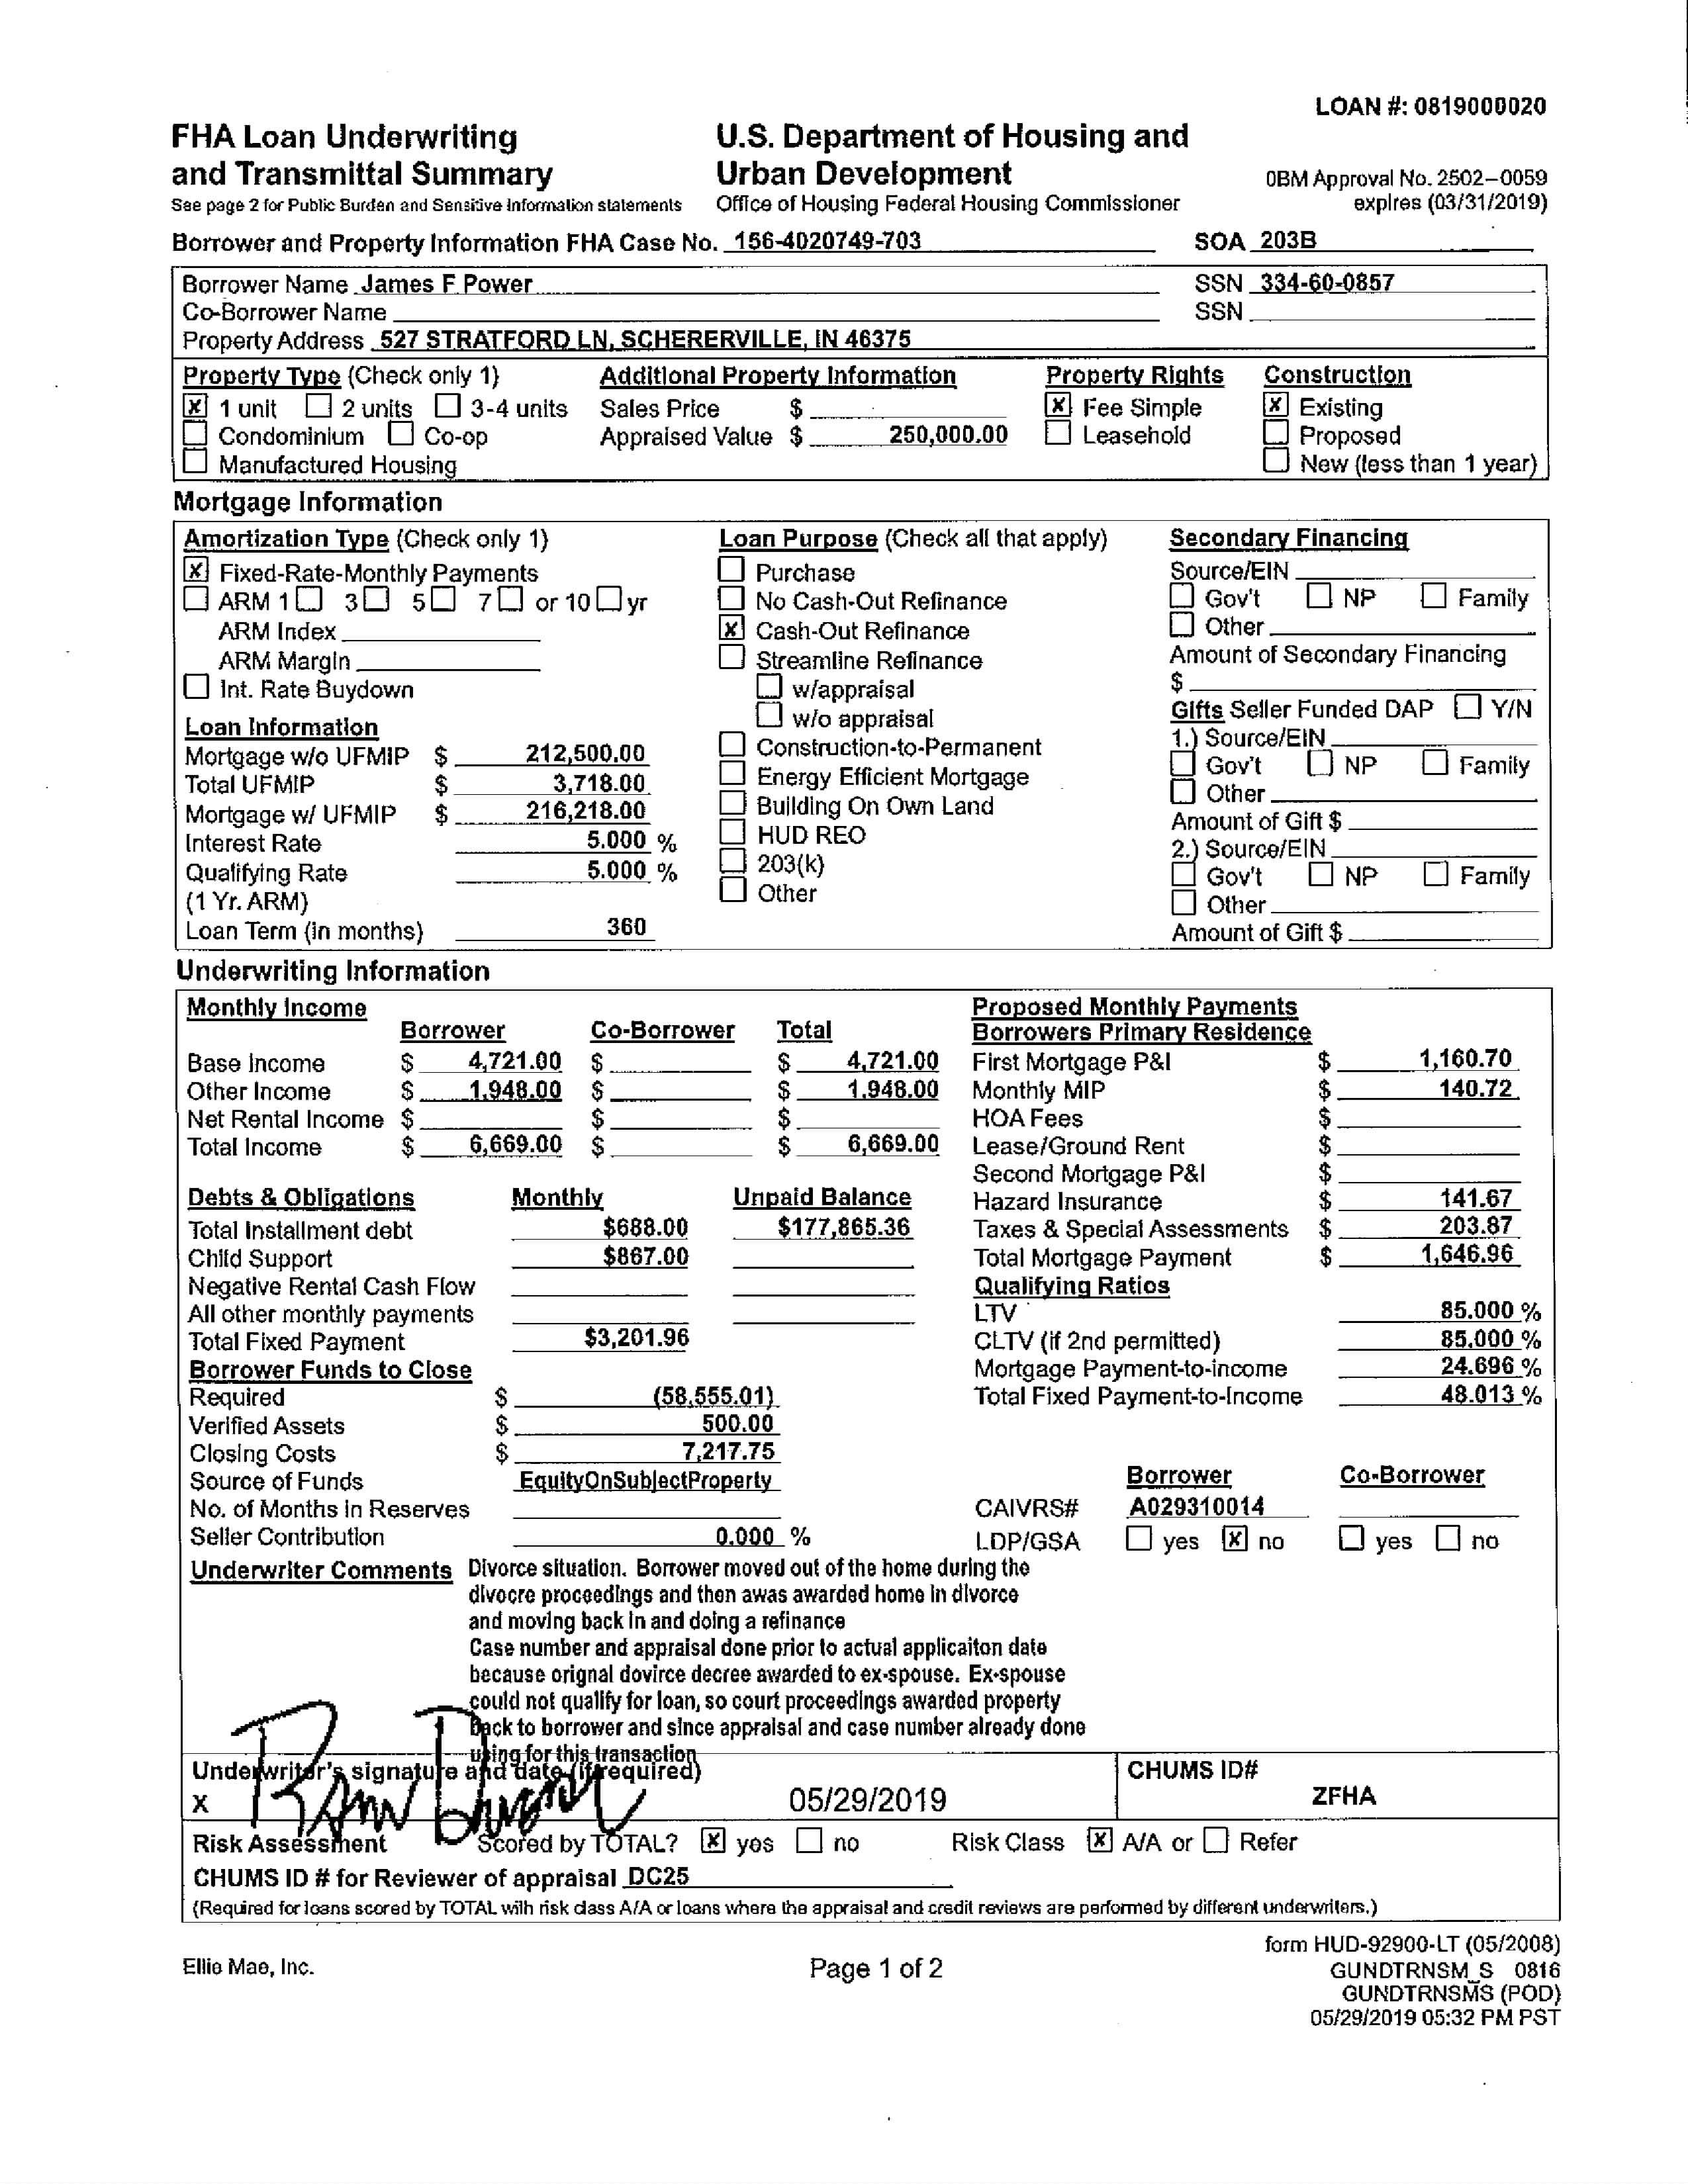 LOAN #: 0819000020
FHA Loan Underwriting
and Transmittal Summary
See page 2 for Public Burden and Sensitive Information statements
U.S. Department of Housing and
Urban Development
Office of Housing Federal Housing Commissioner
OBM Approval No. 2502–0059
expires (03/31/2019)
Borrower and Property Information FHA Case No. 156-4020749-703 SOA 203B
Borrower Name James F Power SSN 334-60-0857
Co-Borrower Name SSN
Property Address 527 STRATFORD LN, SCHERERVILLE, IN 46375
Property Type (Check only 1) Additional Property Information Property Rights Construction
X 1 unit 2 units 3-4 units Sales Price $ X Fee Simple X Existing
Condominium Co-op Appraised Value $ 250,000.00 Leasehold Proposed
Manufactured Housing New (less than 1 year)
Mortgage Information
Amortization Type (Check only 1)
X Fixed-Rate-Monthly Payments
ARM 1 3 5 7 or 10 yr
ARM Index
ARM Margin
Int. Rate Buydown
Loan Information
Mortgage w/o UFMIP $ 212,500.00
Total UFMIP $ 3,718.00
Mortgage w/ UFMIP $ 216,218.00
Interest Rate 5.000 %
Qualifying Rate 5.000 %
(1 Yr. ARM)
Loan Term (in months) 360
Loan Purpose (Check all that apply)
Purchase
No Cash-Out Refinance
X Cash-Out Refinance
Streamline Refinance
w/appraisal
w/o appraisal
Construction-to-Permanent
Energy Efficient Mortgage
Building On Own Land
HUD REO
203(k)
Other
Secondary Financing
Source/EIN
Gov't NP Family
Other
Amount of Secondary Financing
$
Gifts Seller Funded DAP Y/N
1.) Source/EIN
Gov't NP Family
Other
Amount of Gift $
2.) Source/EIN
Gov't NP Family
Other
Amount of Gift $
Underwriting Information
Monthly Income
Borrower Co-Borrower Total
Base Income $ 4,721.00 $ $ 4,721.00
Other Income $ 1,948.00 $ $ 1,948.00
Net Rental Income $ $ $
Total Income $ 6,669.00 $ $ 6,669.00
Debts & Obligations Monthly Unpaid Balance
Total Installment debt $688.00 $177,865.36
Child Support $867.00
Negative Rental Cash Flow
All other monthly payments
Total Fixed Payment $3,201.96
Borrower Funds to Close
Required $ (58,555.01)
Verified Assets $ 500.00
Closing Costs $ 7,217.75
Source of Funds EquityOnSubjectProperty
No. of Months in Reserves
Seller Contribution 0.000 %
Proposed Monthly Payments
Borrowers Primary Residence
First Mortgage P&I $ 1,160.70
Monthly MIP $ 140.72
HOA Fees $
Lease/Ground Rent $
Second Mortgage P&I $
Hazard Insurance $ 141.67
Taxes & Special Assessments $ 203.87
Total Mortgage Payment $ 1,646.96
Qualifying Ratios
LTV 85.000 %
CLTV (if 2nd permitted) 85.000 %
Mortgage Payment-to-income 24.696 %
Total Fixed Payment-to-Income 48.013 %
Borrower Co-Borrower
CAIVRS# A029310014
LDP/GSA yes X no yes no
Underwriter Comments Divorce situation. Borrower moved out of the home during the
divocre proceedings and then awas awarded home in divorce
and moving back in and doing a refinance
Case number and appraisal done prior to actual applicaiton date
because orignal dovirce decree awarded to ex-spouse. Ex-spouse
could not qualify for loan, so court proceedings awarded property
back to borrower and since appraisal and case number already done
using for this transaction
Underwriter's signature and date (if required) CHUMS ID#
X 05/29/2019 ZFHA
Risk Assessment Scored by TOTAL? X yes no Risk Class X A/A or Refer
CHUMS ID # for Reviewer of appraisal DC25
(Required for loans scored by TOTAL with risk class A/A or loans where the appraisal and credit reviews are performed by different underwriters.)
form HUD-92900-LT (05/2008)
Ellie Mae, Inc. Page 1 of 2 GUNDTRNSM_S 0816
GUNDTRNSMS (POD)
05/29/2019 05:32 PM PST